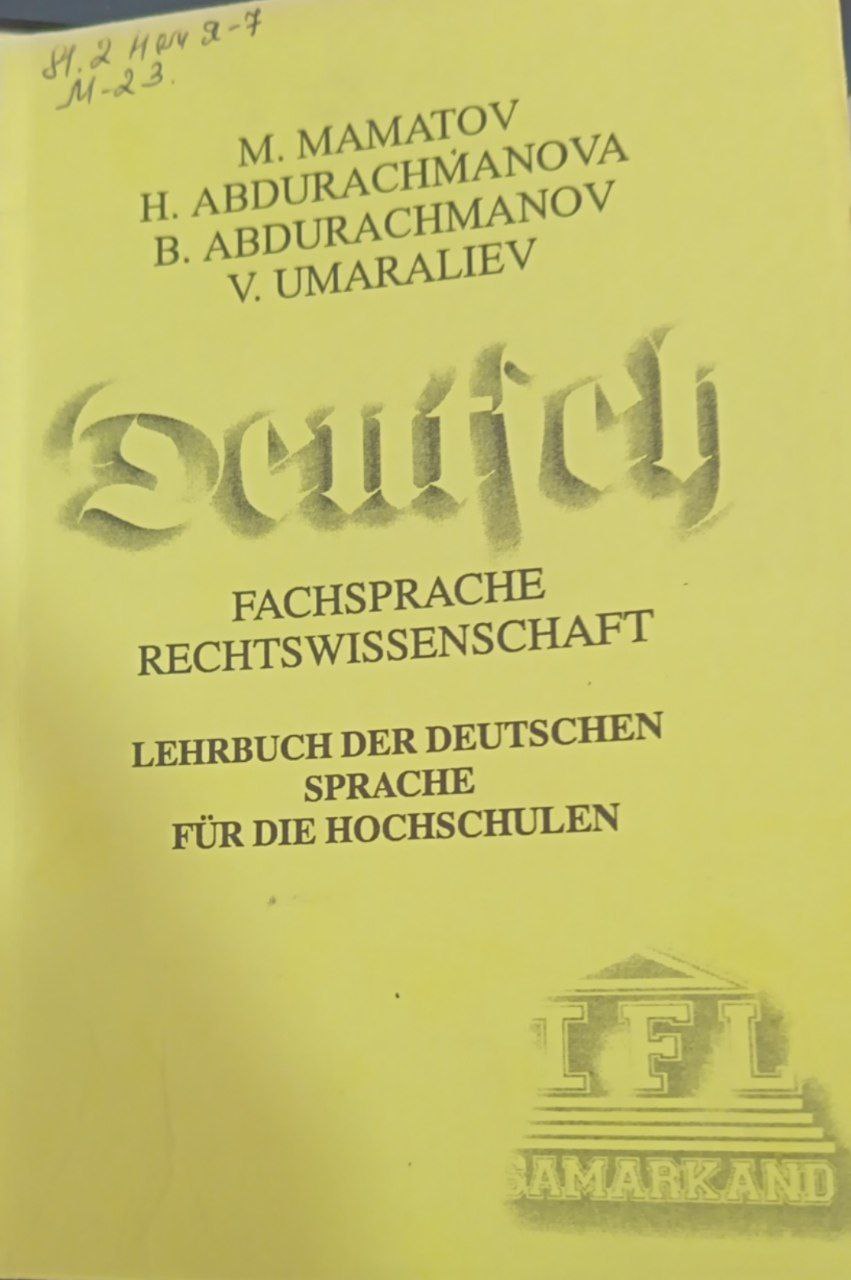 81.2 Нем я-7
М-23.
M. MAMATOV
H. ABDURACHMANOVA
B. ABDURACHMANOV
V. UMARALIEV
Deutsch
FACHSPRACHE
RECHTSWISSENSCHAFT
LEHRBUCH DER DEUTSCHEN
SPRACHE
FÜR DIE HOCHSCHULEN
IFL
SAMARKAND